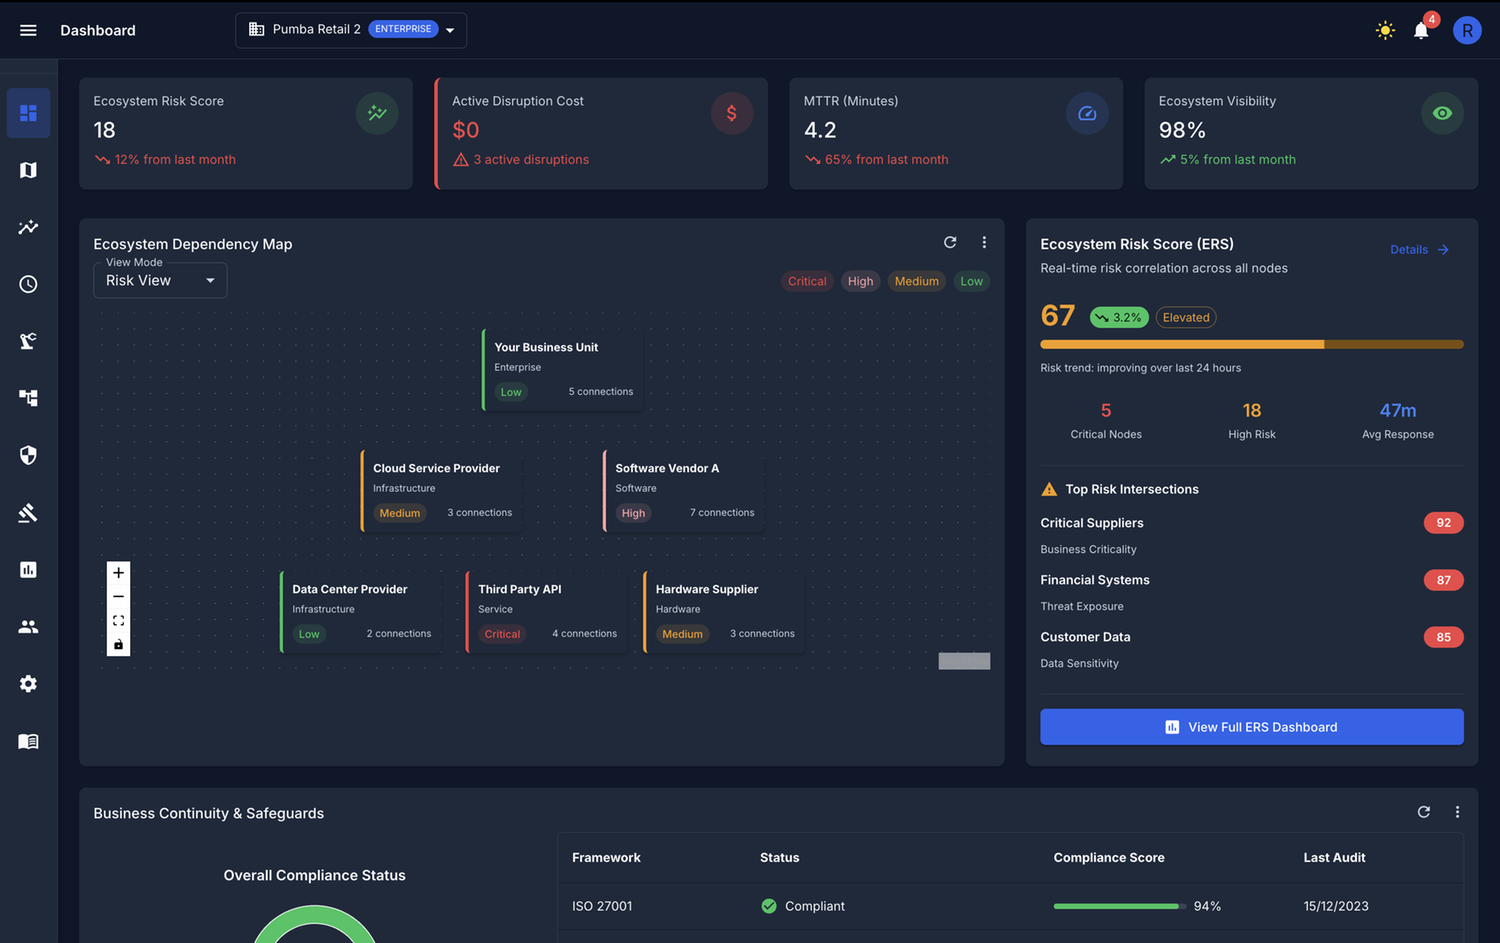 Dashboard
Pumba Retail 2 ENTERPRISE
4
R
Ecosystem Risk Score
18
12% from last month
Active Disruption Cost
$0
$
3 active disruptions
MTTR (Minutes)
4.2
65% from last month
Ecosystem Visibility
98%
5% from last month
Ecosystem Dependency Map
View Mode
Risk View
Critical High Medium Low
Your Business Unit
Enterprise
Low 5 connections
Cloud Service Provider
Infrastructure
Medium 3 connections
Software Vendor A
Software
High 7 connections
Data Center Provider
Infrastructure
Low 2 connections
Third Party API
Service
Critical 4 connections
Hardware Supplier
Hardware
Medium 3 connections
Ecosystem Risk Score (ERS)
Details
Real-time risk correlation across all nodes
67 3.2% Elevated
Risk trend: improving over last 24 hours
5 18 47m
Critical Nodes High Risk Avg Response
Top Risk Intersections
Critical Suppliers 92
Business Criticality
Financial Systems 87
Threat Exposure
Customer Data 85
Data Sensitivity
View Full ERS Dashboard
Business Continuity & Safeguards
Overall Compliance Status
Framework Status Compliance Score Last Audit
ISO 27001 Compliant 94% 15/12/2023